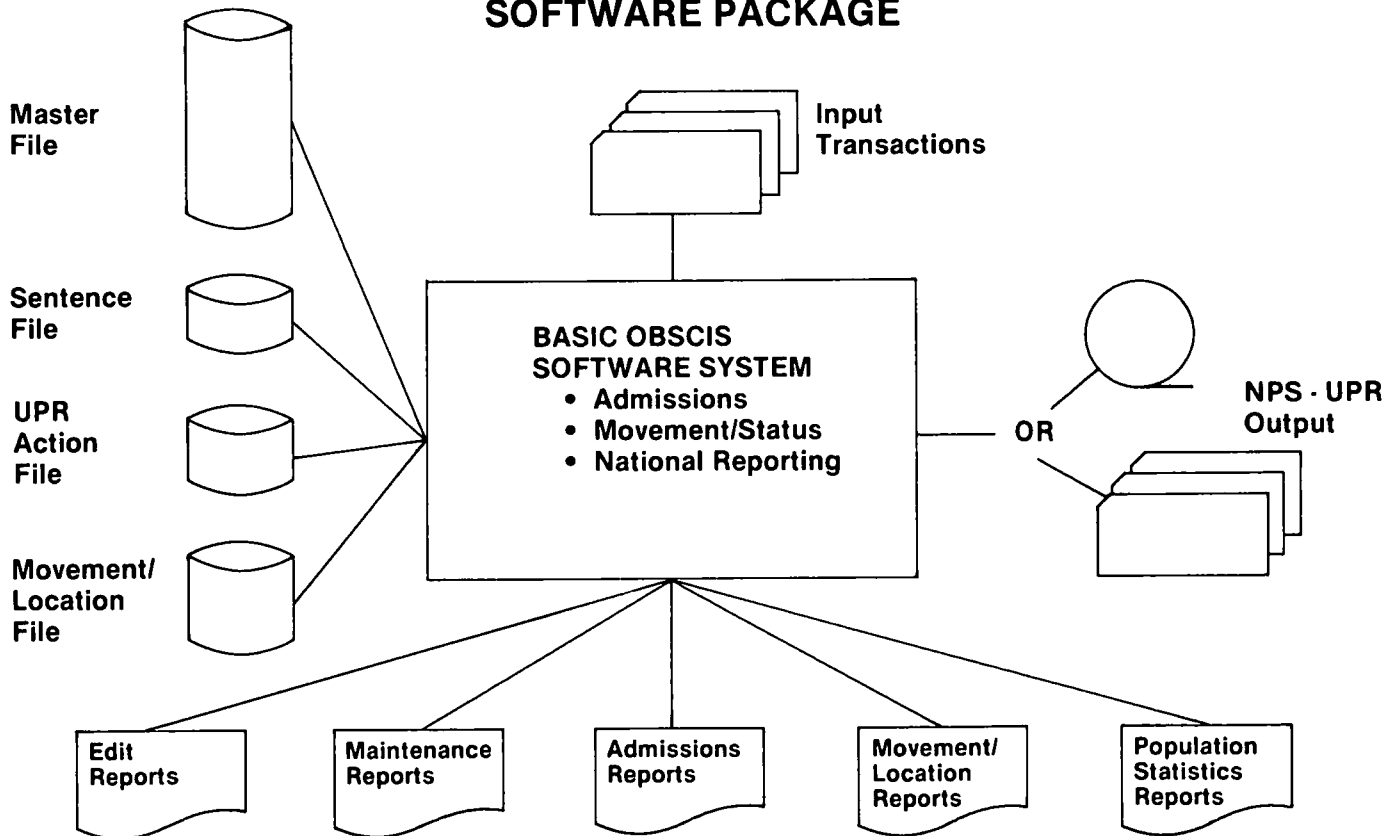 SOFTWARE PACKAGE
Master
File
Input
Transactions
Sentence
File
BASIC OBSCIS
SOFTWARE SYSTEM
• Admissions
• Movement/Status
• National Reporting
OR
NPS - UPR
Output
UPR
Action
File
Movement/
Location
File
Edit
Reports
Maintenance
Reports
Admissions
Reports
Movement/
Location
Reports
Population
Statistics
Reports